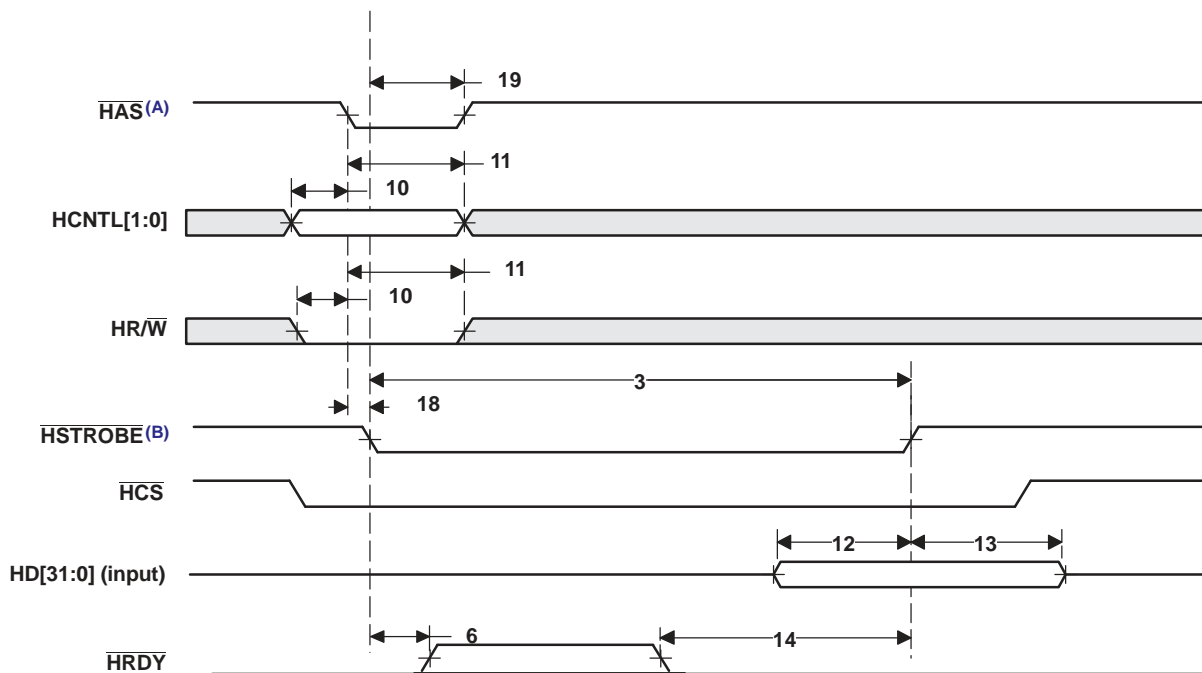 19
HAS (A)
11
10
HCNTL[1:0]
11
10
HR/W
3
18
HSTROBE (B)
HCS
12
13
HD[31:0] (input)
6
14
HRDY